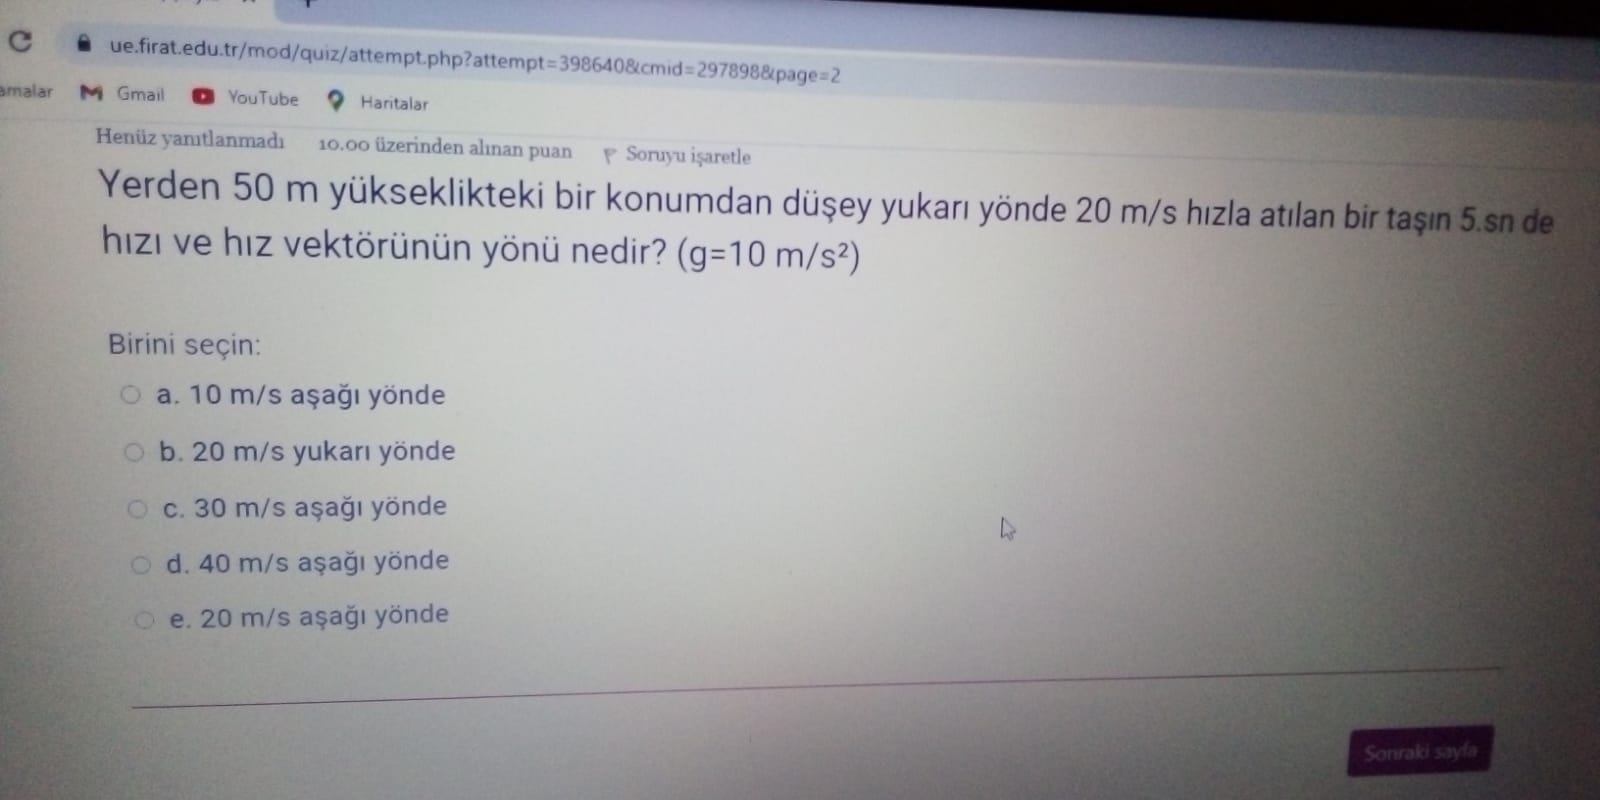 ue.firat.edu.tr/mod/quiz/attempt.php?attempt=398640&cmid=297898&page=2
amalar Gmail YouTube Haritalar
Henüz yanıtlanmadı 10.00 üzerinden alınan puan Soruyu işaretle
Yerden 50 m yükseklikteki bir konumdan düşey yukarı yönde 20 m/s hızla atılan bir taşın 5.sn de
hızı ve hız vektörünün yönü nedir? (g=10 m/s²)
Birini seçin:
a. 10 m/s aşağı yönde
b. 20 m/s yukarı yönde
c. 30 m/s aşağı yönde
d. 40 m/s aşağı yönde
e. 20 m/s aşağı yönde
Sonraki sayfa